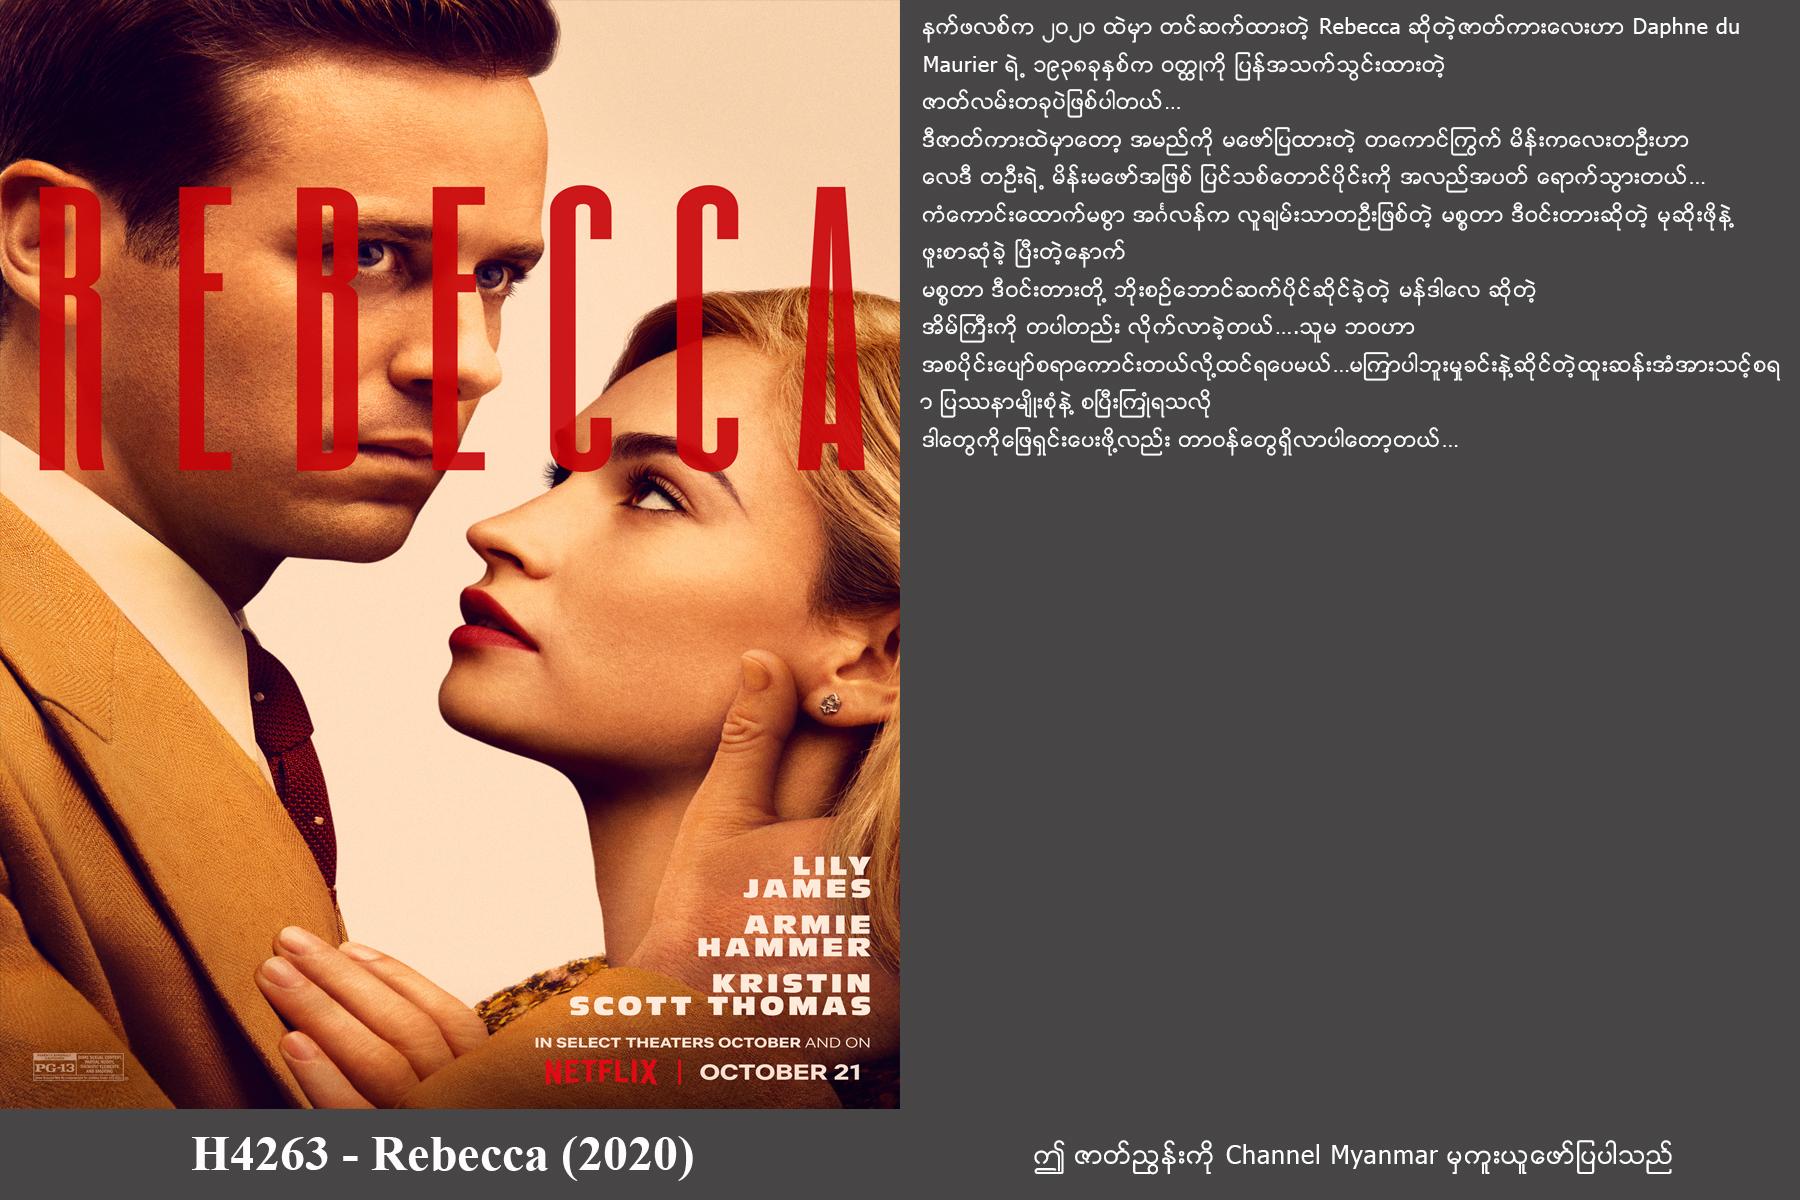 REBECCA
LILY
JAMES
ARMIE
HAMMER
KRISTIN
SCOTT THOMAS
IN SELECT THEATERS OCTOBER AND ON
NETFLIX | OCTOBER 21
PG-13
H4263 - Rebecca (2020)
နက်ဖလစ်က ၂၀၂၀ ထဲမှာ တင်ဆက်ထားတဲ့ Rebecca ဆိုတဲ့ဇာတ်ကားလေးဟာ Daphne du
Maurier ရဲ့ ၁၉၃၈ခုနှစ်က ဝတ္ထုကို ပြန်အသက်သွင်းထားတဲ့
ဇာတ်လမ်းတခုပဲဖြစ်ပါတယ်...
ဒီဇာတ်ကားထဲမှာတော့ အမည်ကို မဖော်ပြထားတဲ့ တကောင်ကြွက် မိန်းကလေးတဦးဟာ
လေဒီ တဦးရဲ့ မိန်းမဖော်အဖြစ် ပြင်သစ်တောင်ပိုင်းကို အလည်အပတ် ရောက်သွားတယ်...
ကံကောင်းထောက်မစွာ အင်္ဂလန်က လူချမ်းသာတဦးဖြစ်တဲ့ မစ္စတာ ဒီဝင်းတားဆိုတဲ့ မုဆိုးဖိုနဲ့
ဖူးစာဆုံခဲ့ ပြီးတဲ့နောက်
မစ္စတာ ဒီဝင်းတားတို့ ဘိုးစဉ်ဘောင်ဆက်ပိုင်ဆိုင်ခဲ့တဲ့ မန်ဒါလေ ဆိုတဲ့
အိမ်ကြီးကို တပါတည်း လိုက်လာခဲ့တယ်....သူမ ဘဝဟာ
အစပိုင်းပျော်စရာကောင်းတယ်လို့ထင်ရပေမယ်...မကြာပါဘူးမှုခင်းနဲ့ဆိုင်တဲ့ထူးဆန်းအံအားသင့်စရ
ာ ပြဿနာမျိုးစုံနဲ့ စပြီးကြုံရသလို
ဒါတွေကိုဖြေရှင်းပေးဖို့လည်း တာဝန်တွေရှိလာပါတော့တယ်...
ဤ ဇာတ်ညွှန်းကို Channel Myanmar မှကူးယူဖော်ပြပါသည်